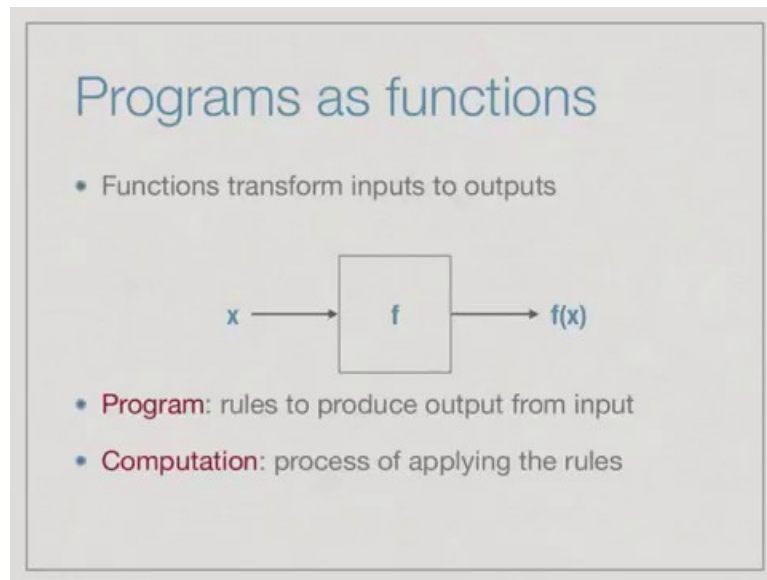 Programs as functions
• Functions transform inputs to outputs
x f f(x)
• Program: rules to produce output from input
• Computation: process of applying the rules